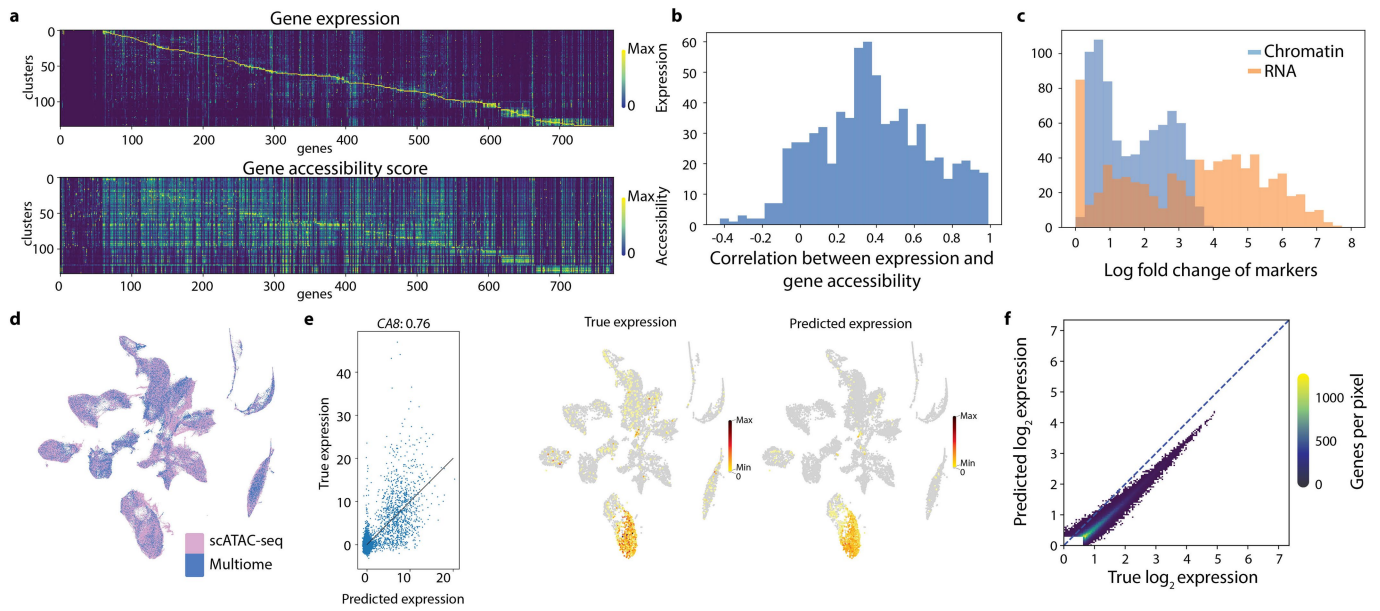 a
Gene expression
0
100
clusters
0 100 200 300 400 500 600 700
genes
Max
0
Expression
Gene accessibility score
0
50
100
clusters
0 100 200 300 400 500 600 700
genes
Max
0
Accessibility
b
60
50
40
30
20
10
0
-0.4 -0.2 0 0.2 0.4 0.6 0.8 1
Correlation between expression and
gene accessibility
c
Chromatin
RNA
100
80
60
40
20
0
0 1 2 3 4 5 6 7 8
Log fold change of markers
d
scATAC-seq
Multiome
e
CA8: 0.76
True expression
40
30
20
10
0
0 10 20
Predicted expression
True expression
Max
Min
0
Predicted expression
Max
Min
0
f
Predicted log2 expression
7
6
5
4
3
2
1
0
0 1 2 3 4 5 6 7
True log2 expression
1000
500
0
Genes per pixel